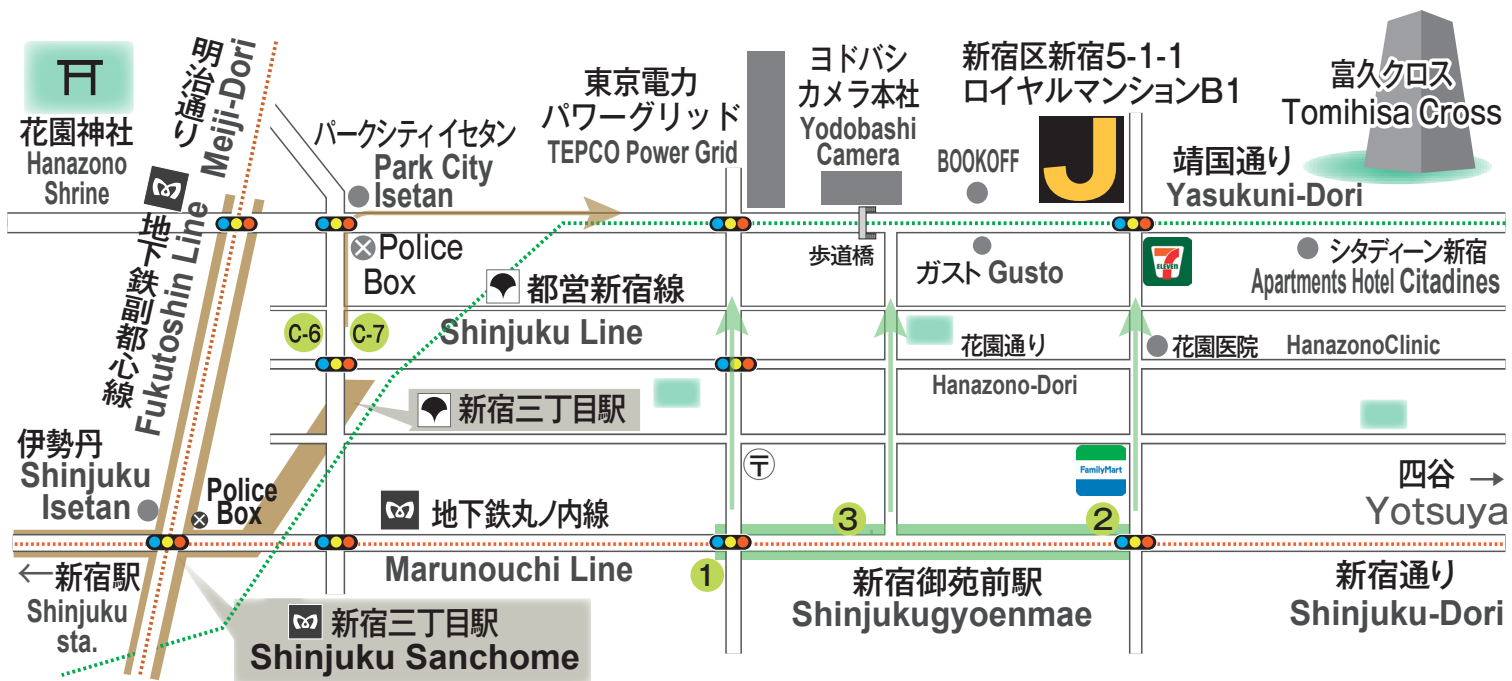 花園神社
Hanazono
Shrine
明治通り
Meiji-Dori
地下鉄副都心線
Fukutoshin Line
パークシティイセタン
Park City
Isetan
東京電力
パワーグリッド
TEPCO Power Grid
ヨドバシ
カメラ本社
Yodobashi
Camera
新宿区新宿5-1-1
ロイヤルマンションB1
BOOKOFF
J
富久クロス
Tomihisa Cross
靖国通り
Yasukuni-Dori
Police
Box
都営新宿線
Shinjuku Line
歩道橋
ガスト Gusto
7
ELEVEN
シタディーン新宿
Apartments Hotel Citadines
C-6
C-7
花園通り
Hanazono-Dori
花園医院 HanazonoClinic
新宿三丁目駅
伊勢丹
Shinjuku
Isetan
Police
Box
〒
FamilyMart
四谷 →
Yotsuya
地下鉄丸ノ内線
Marunouchi Line
3
2
1
←新宿駅
Shinjuku
sta.
新宿三丁目駅
Shinjuku Sanchome
新宿御苑前駅
Shinjukugyoenmae
新宿通り
Shinjuku-Dori